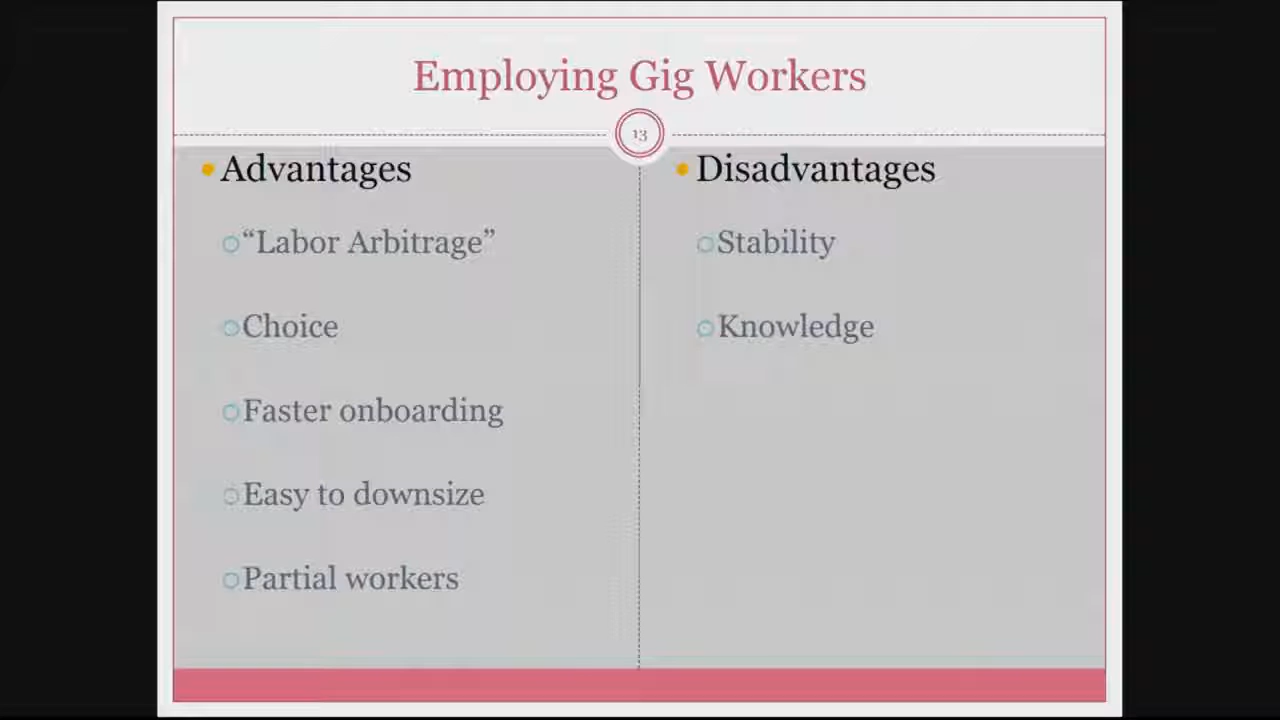 Employing Gig Workers
13
Advantages
“Labor Arbitrage”
Choice
Faster onboarding
Easy to downsize
Partial workers
Disadvantages
Stability
Knowledge